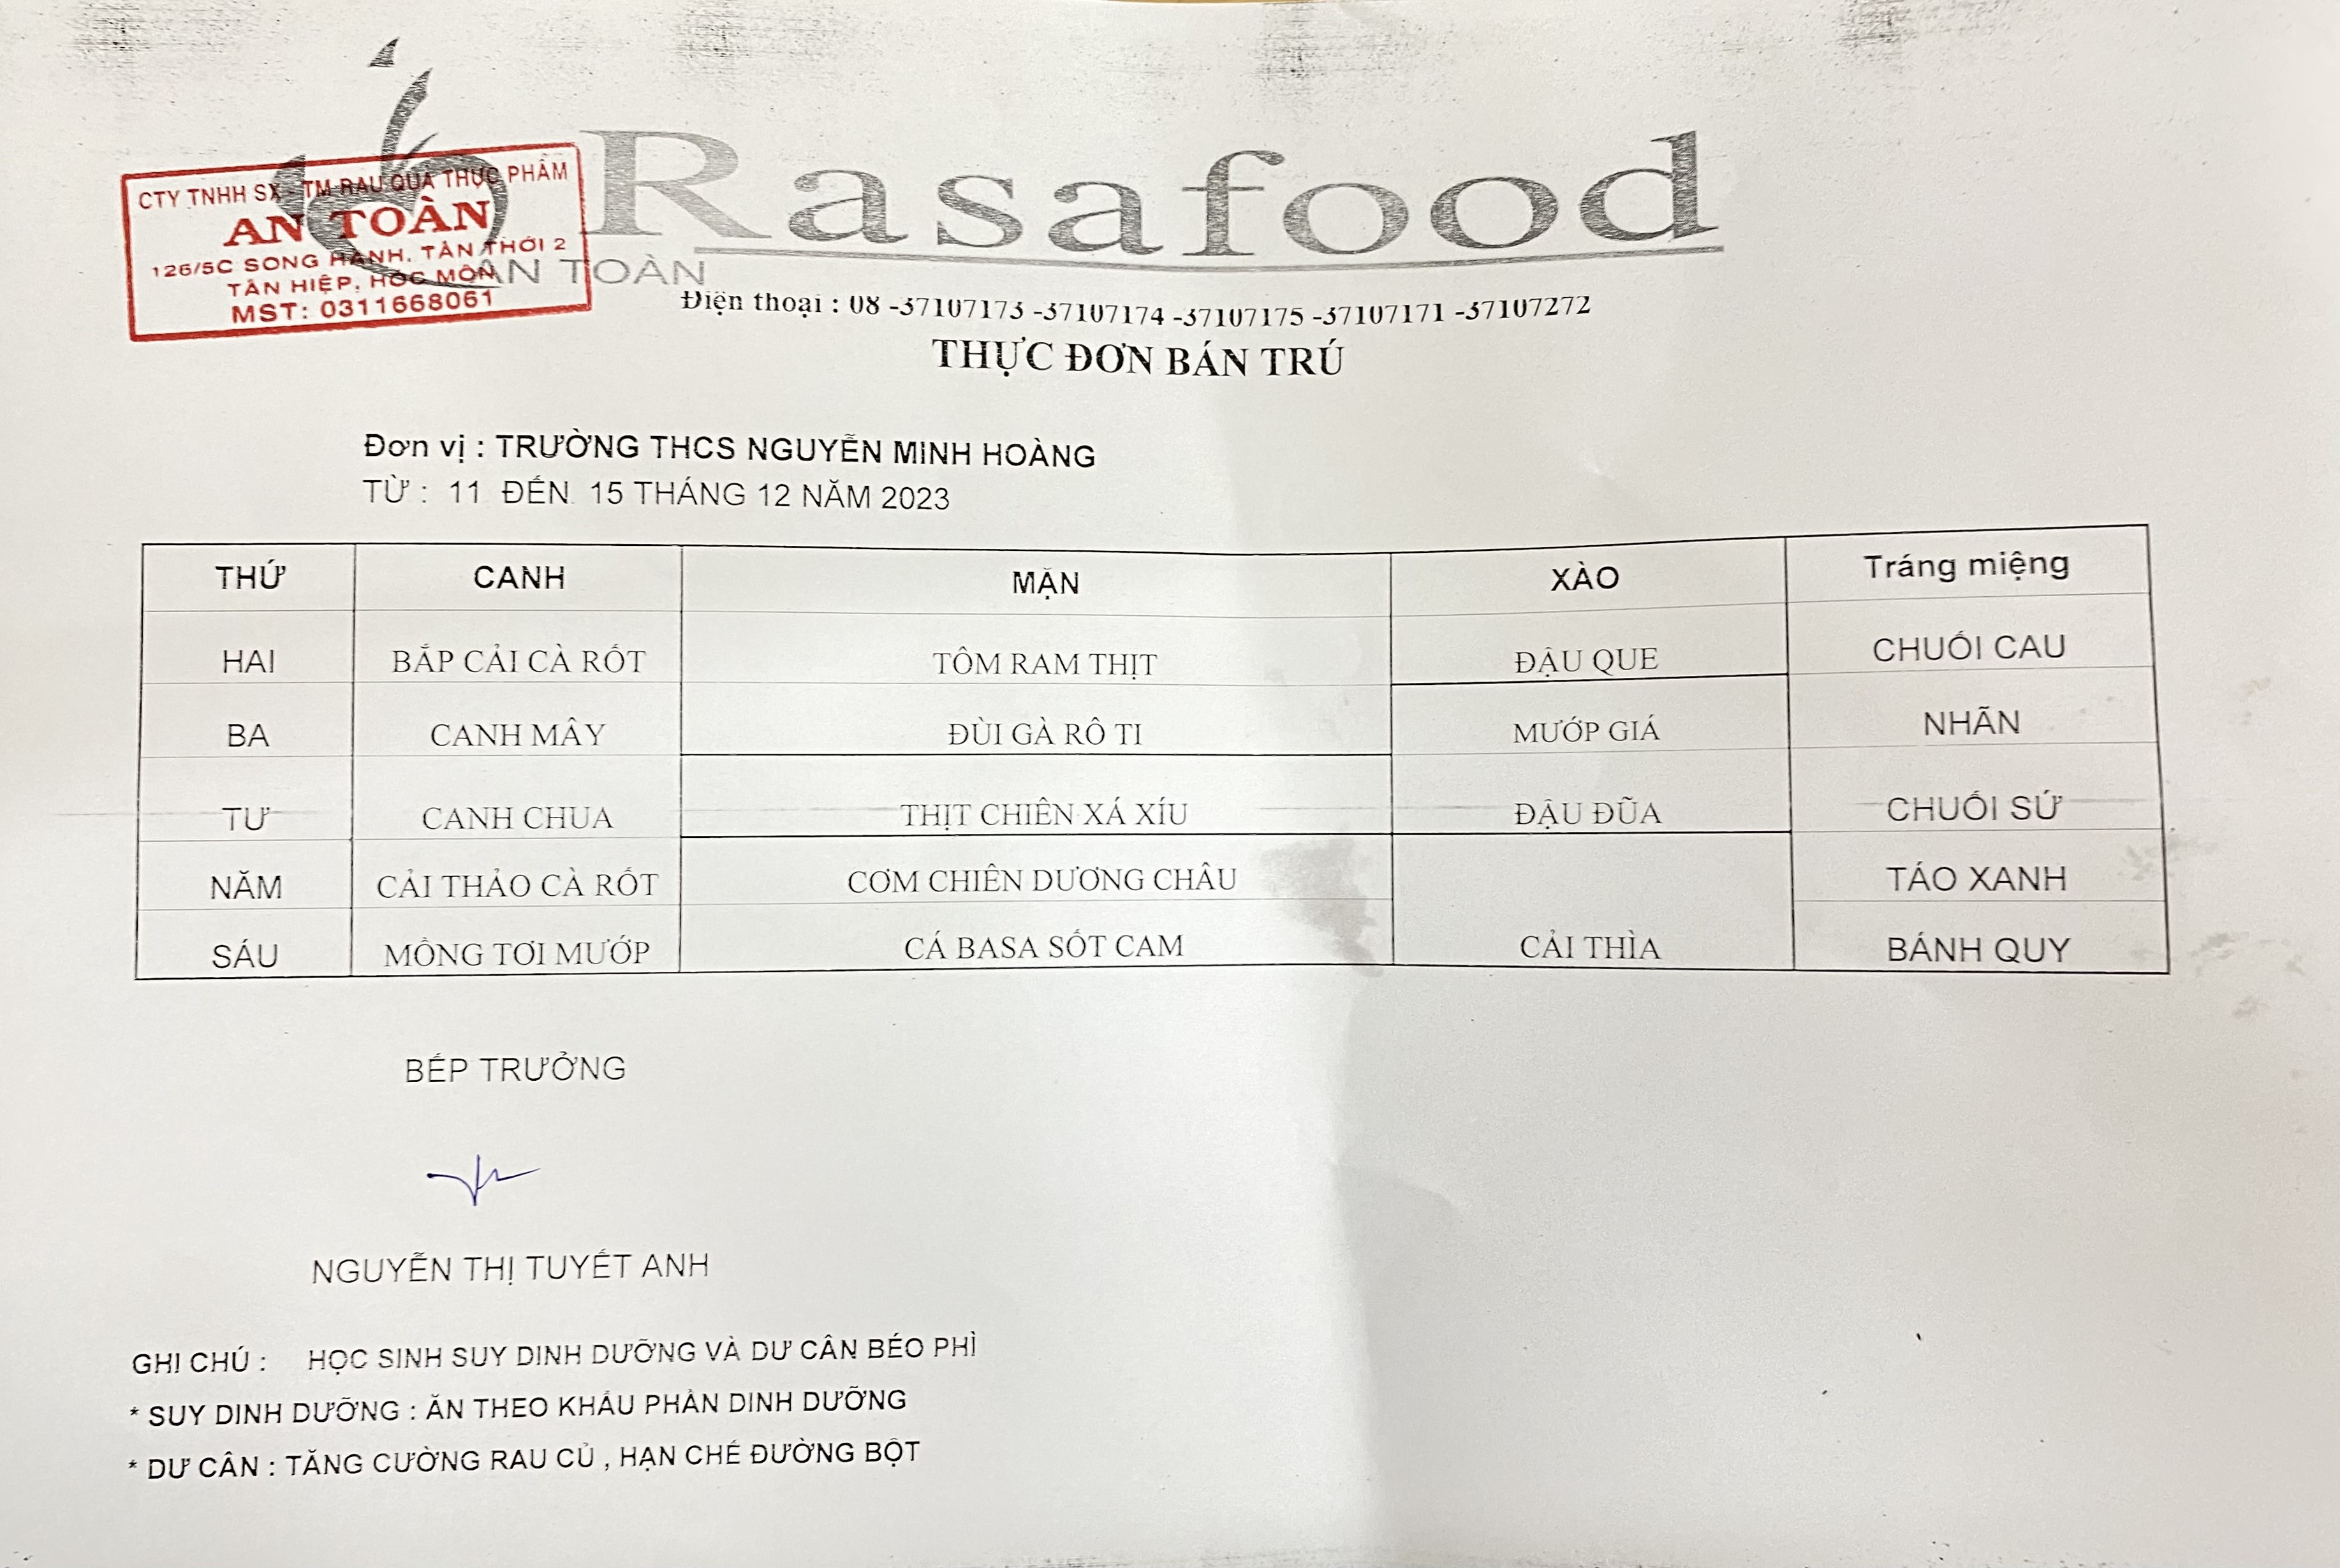 Rasafood
AN TOÀN
CTY TNHH SX - TM RAU QUẢ THỰC PHẨM
AN TOÀN
126/5C SONG HÀNH, TÂN THỚI 2
TÂN HIỆP, HÓC MÔN
MST: 0311668061
Điện thoại : 08 -37107173 -37107174 -37107175 -37107171 -37107272
THỰC ĐƠN BÁN TRÚ
Đơn vị : TRƯỜNG THCS NGUYỄN MINH HOÀNG
TỪ : 11 ĐẾN 15 THÁNG 12 NĂM 2023
THỨ CANH MẶN XÀO Tráng miệng
HAI BẮP CẢI CÀ RỐT TÔM RAM THỊT ĐẬU QUE CHUỐI CAU
BA CANH MÂY ĐÙI GÀ RÔ TI MƯỚP GIÁ NHÃN
TƯ CANH CHUA THỊT CHIÊN XÁ XÍU ĐẬU ĐŨA CHUỐI SỨ
NĂM CẢI THẢO CÀ RỐT CƠM CHIÊN DƯƠNG CHÂU TÁO XANH
SÁU MỒNG TƠI MƯỚP CÁ BASA SỐT CAM CẢI THÌA BÁNH QUY
BẾP TRƯỞNG
NGUYỄN THỊ TUYẾT ANH
GHI CHÚ : HỌC SINH SUY DINH DƯỠNG VÀ DƯ CÂN BÉO PHÌ
* SUY DINH DƯỠNG : ĂN THEO KHẨU PHẦN DINH DƯỠNG
* DƯ CÂN : TĂNG CƯỜNG RAU CỦ , HẠN CHẾ ĐƯỜNG BỘT